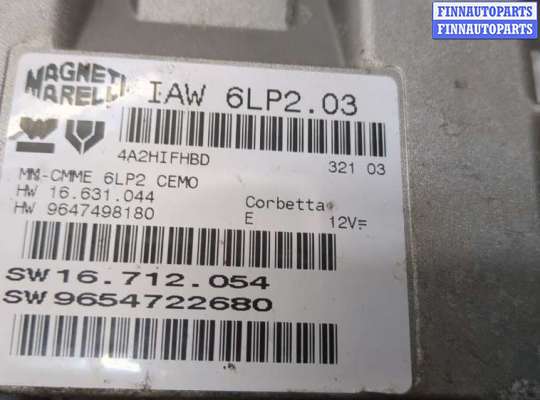 FINNAUTOPARTS
FINNAUTOPARTS
MAGNETI
MARELLI
IAW 6LP2.03
4A2HIFHBD
321 03
MM-CMME 6LP2 CEMO
HW 16.631.044
Corbetta
HW 9647498180
E
12V
SW16.712.054
SW9654722680